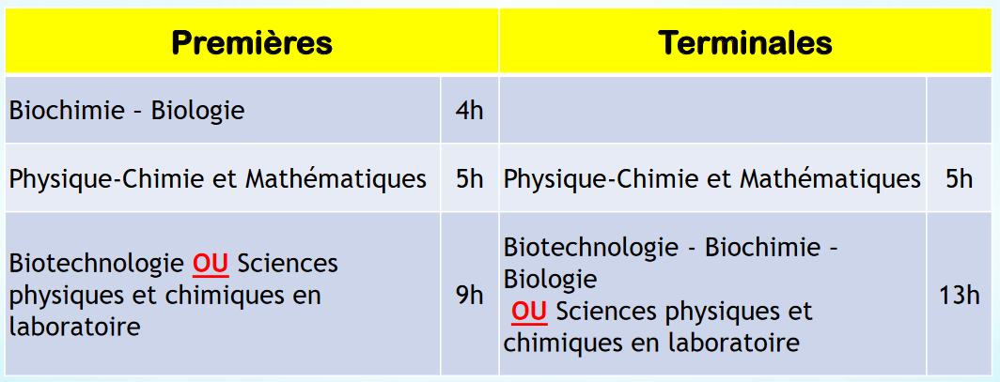 Premières
Terminales
Biochimie – Biologie
4h
Physique-Chimie et Mathématiques
5h
Physique-Chimie et Mathématiques
5h
Biotechnologie OU Sciences
physiques et chimiques en
laboratoire
9h
Biotechnologie - Biochimie –
Biologie
OU Sciences physiques et
chimiques en laboratoire
13h